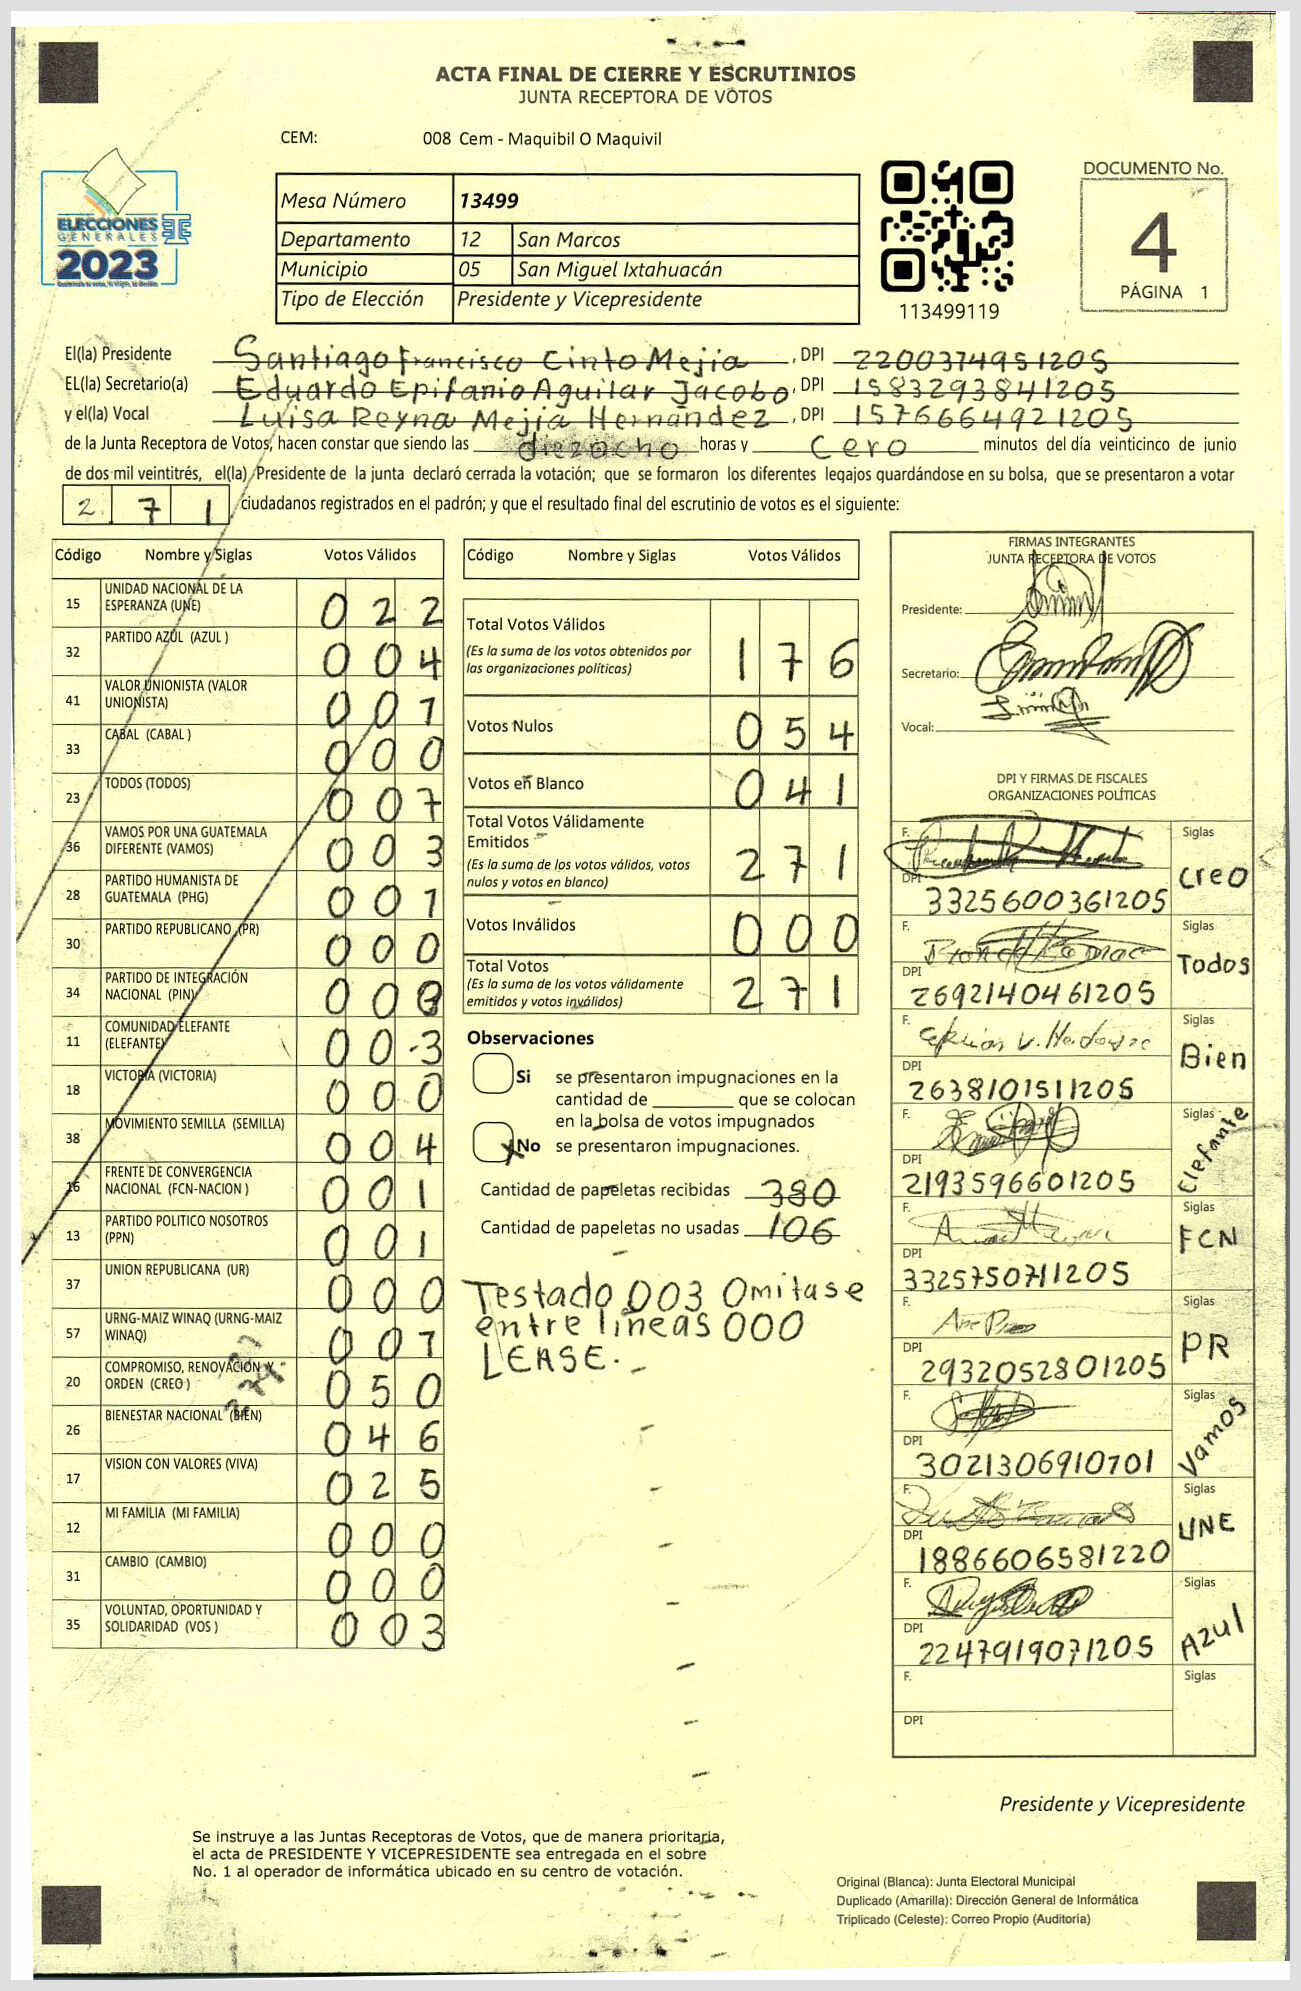 ACTA FINAL DE CIERRE Y ESCRUTINIOS
JUNTA RECEPTORA DE VOTOS
CEM: 008 Cem - Maquibil O Maquivil
ELECCIONES
GENERALES
2023
Mesa Número 13499
Departamento 12 San Marcos
Municipio 05 San Miguel Ixtahuacán
Tipo de Elección Presidente y Vicepresidente
113499119
DOCUMENTO No.
4
PÁGINA 1
El(la) Presidente Santiago Francisco Cinto Mejia, DPI 2200374951205
EL(la) Secretario(a) Eduardo Epifanio Aguilar Jacobo, DPI 1583293841205
y el(la) Vocal Luisa Reyna Mejia Hernández, DPI 1576664921205
de la Junta Receptora de Votos, hacen constar que siendo las dieciocho horas y cero minutos del día veinticinco de junio
de dos mil veintitrés, el(la) Presidente de la junta declaró cerrada la votación; que se formaron los diferentes legajos guardándose en su bolsa, que se presentaron a votar
2 7 1 ciudadanos registrados en el padrón; y que el resultado final del escrutinio de votos es el siguiente:
Código Nombre y Siglas Votos Válidos
15 UNIDAD NACIONAL DE LA ESPERANZA (UNE) 0 2 2
32 PARTIDO AZUL (AZUL ) 0 0 4
41 VALOR UNIONISTA (VALOR UNIONISTA) 0 0 1
33 CABAL (CABAL ) 0 0 0
23 TODOS (TODOS) 0 0 7
36 VAMOS POR UNA GUATEMALA DIFERENTE (VAMOS) 0 0 3
28 PARTIDO HUMANISTA DE GUATEMALA (PHG) 0 0 1
30 PARTIDO REPUBLICANO (PR) 0 0 0
34 PARTIDO DE INTEGRACIÓN NACIONAL (PIN) 0 0
11 COMUNIDAD ELEFANTE (ELEFANTE) 0 0 3
18 VICTORIA (VICTORIA) 0 0 0
38 MOVIMIENTO SEMILLA (SEMILLA) 0 0 4
16 FRENTE DE CONVERGENCIA NACIONAL (FCN-NACION ) 0 0 1
13 PARTIDO POLITICO NOSOTROS (PPN) 0 0 1
37 UNION REPUBLICANA (UR) 0 0 0
57 URNG-MAIZ WINAQ (URNG-MAIZ WINAQ) 0 0 1
20 COMPROMISO, RENOVACIÓN Y ORDEN (CREO ) 0 5 0
26 BIENESTAR NACIONAL (BIEN) 0 4 6
17 VISION CON VALORES (VIVA) 0 2 5
12 MI FAMILIA (MI FAMILIA) 0 0 0
31 CAMBIO (CAMBIO) 0 0 0
35 VOLUNTAD, OPORTUNIDAD Y SOLIDARIDAD (VOS ) 0 0 3
Código Nombre y Siglas Votos Válidos
Total Votos Válidos 1 7 6
(Es la suma de los votos obtenidos por
las organizaciones políticas)
Votos Nulos 0 5 4
Votos en Blanco 0 4 1
Total Votos Válidamente
Emitidos 2 7 1
(Es la suma de los votos válidos, votos
nulos y votos en blanco)
Votos Inválidos 0 0 0
Total Votos 2 7 1
(Es la suma de los votos válidamente
emitidos y votos inválidos)
Observaciones
Si se presentaron impugnaciones en la
cantidad de ________ que se colocan
en la bolsa de votos impugnados
X No se presentaron impugnaciones.
Cantidad de papeletas recibidas 380
Cantidad de papeletas no usadas 106
Testado 003 Omitase
entre lineas 000
LEASE.
FIRMAS INTEGRANTES
JUNTA RECEPTORA DE VOTOS
Presidente:
Secretario:
Vocal:
DPI Y FIRMAS DE FISCALES
ORGANIZACIONES POLÍTICAS
F. Siglas
DPI 3325600361205 Creo
F. Siglas
DPI 2692140461205 Todos
F. Siglas
DPI 2638101511205 Bien
F. Siglas
DPI 2193596601205 Elefante
F. Siglas
DPI 3325750711205 FCN
F. Siglas
DPI 2932052801205 PR
F. Siglas
DPI 3021306910701 Vamos
F. Siglas
DPI 1886606581220 UNE
F. Siglas
DPI 2247919071205 Azul
F. Siglas
DPI
Presidente y Vicepresidente
Se instruye a las Juntas Receptoras de Votos, que de manera prioritaria,
el acta de PRESIDENTE Y VICEPRESIDENTE sea entregada en el sobre
No. 1 al operador de informática ubicado en su centro de votación.
Original (Blanca): Junta Electoral Municipal
Duplicado (Amarilla): Dirección General de Informática
Triplicado (Celeste): Correo Propio (Auditoría)